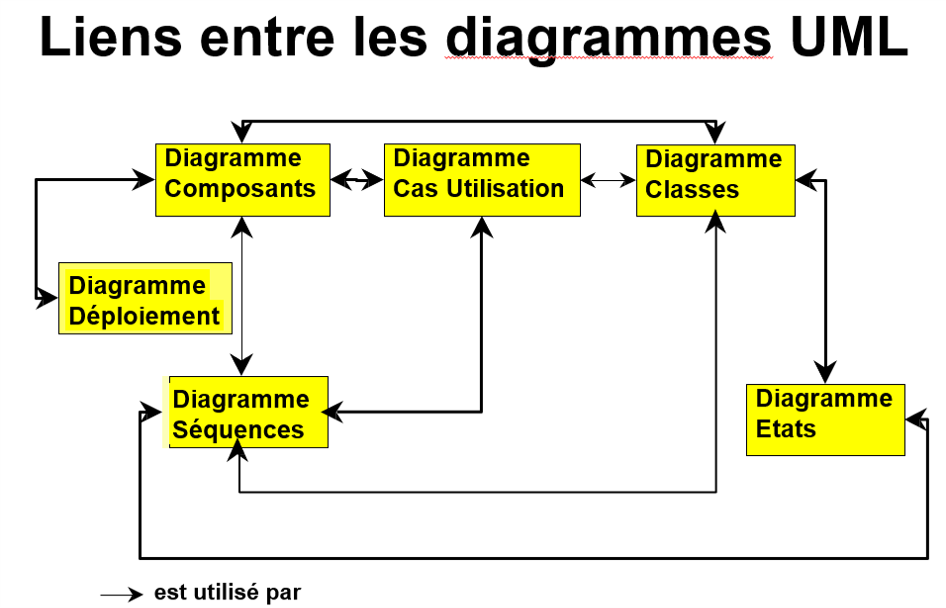 Liens entre les diagrammes UML
Diagramme
Composants
Diagramme
Cas Utilisation
Diagramme
Classes
Diagramme
Déploiement
Diagramme
Séquences
Diagramme
Etats
est utilisé par